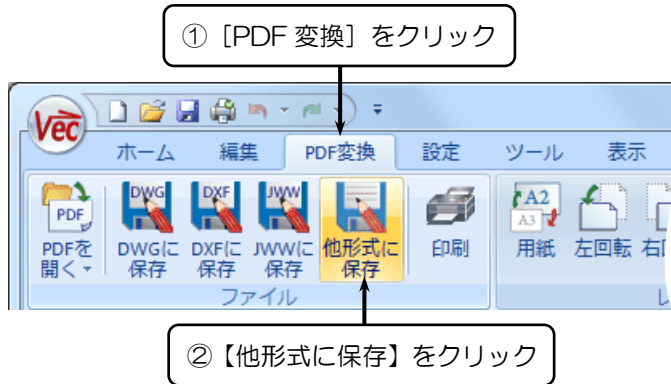 ① [PDF 変換] をクリック
Vec
ホーム 編集 PDF変換 設定 ツール 表示
PDF DWG DXF JWW A2 A3
PDFを開く DWGに保存 DXFに保存 JWWに保存 他形式に保存 印刷 用紙 左回転
ファイル
②【他形式に保存】をクリック